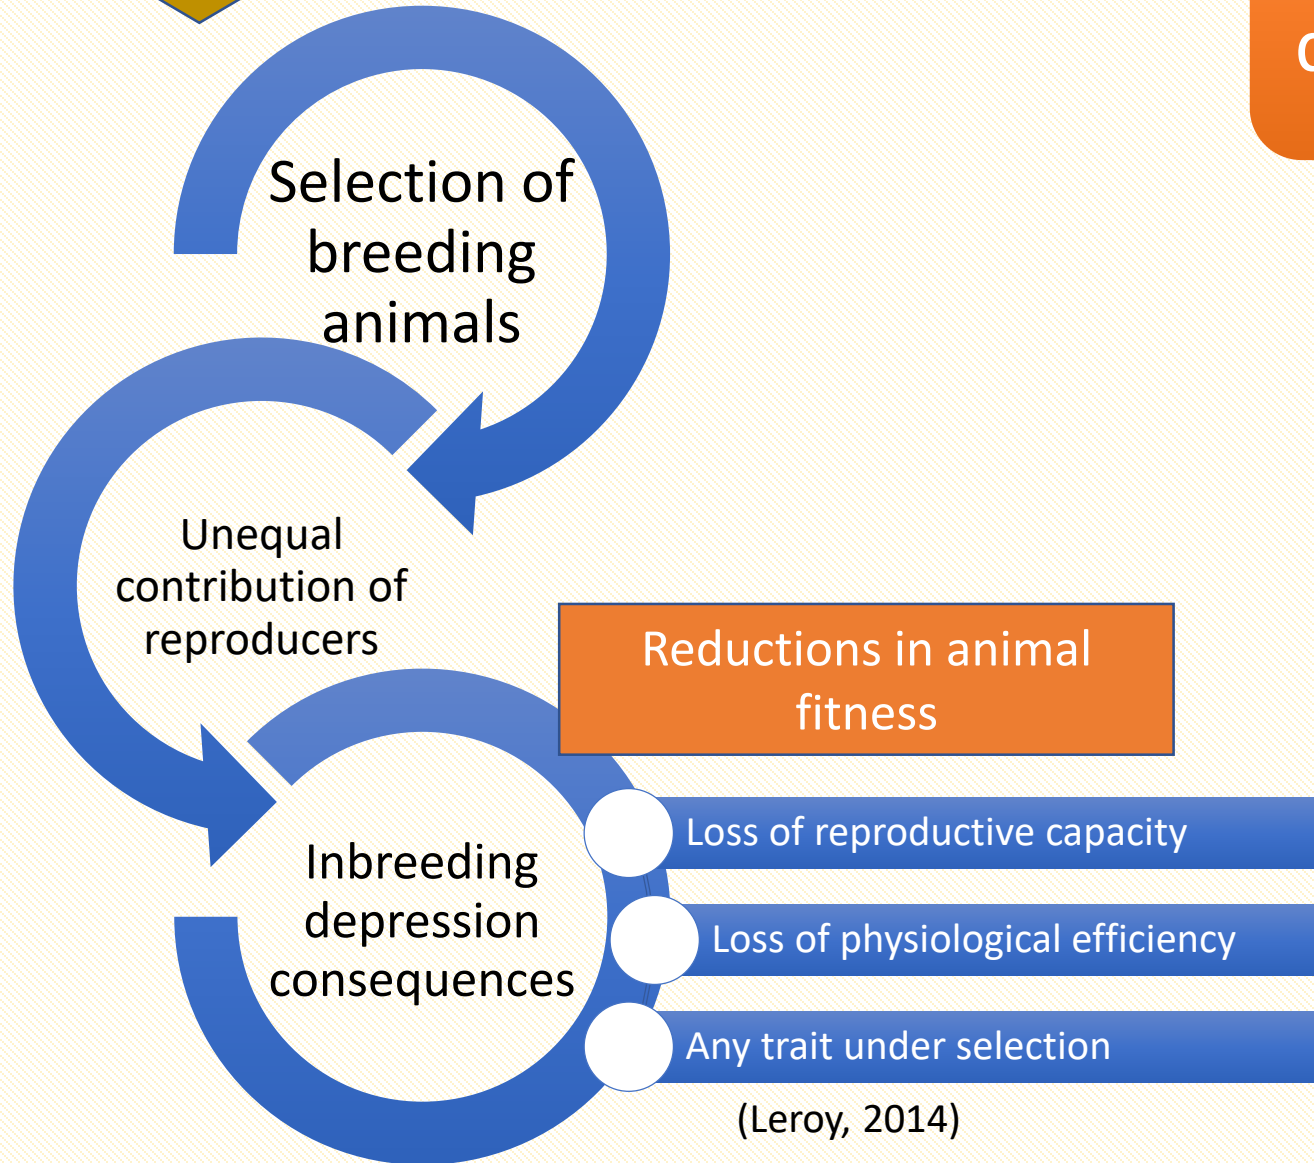 Selection of
breeding
animals
Unequal
contribution of
reproducers
Reductions in animal
fitness
Inbreeding
depression
consequences
Loss of reproductive capacity
Loss of physiological efficiency
Any trait under selection
(Leroy, 2014)